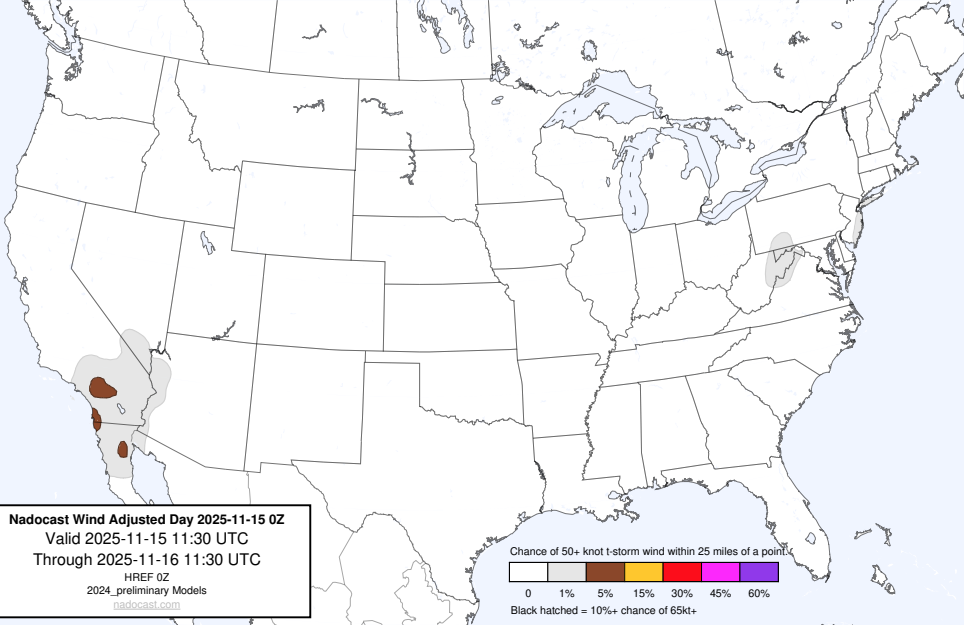 Nadocast Wind Adjusted Day 2025-11-15 0Z
Valid 2025-11-15 11:30 UTC
Through 2025-11-16 11:30 UTC
HREF 0Z
2024_preliminary Models
nadocast.com
Chance of 50+ knot t-storm wind within 25 miles of a point.
0 1% 5% 15% 30% 45% 60%
Black hatched = 10%+ chance of 65kt+